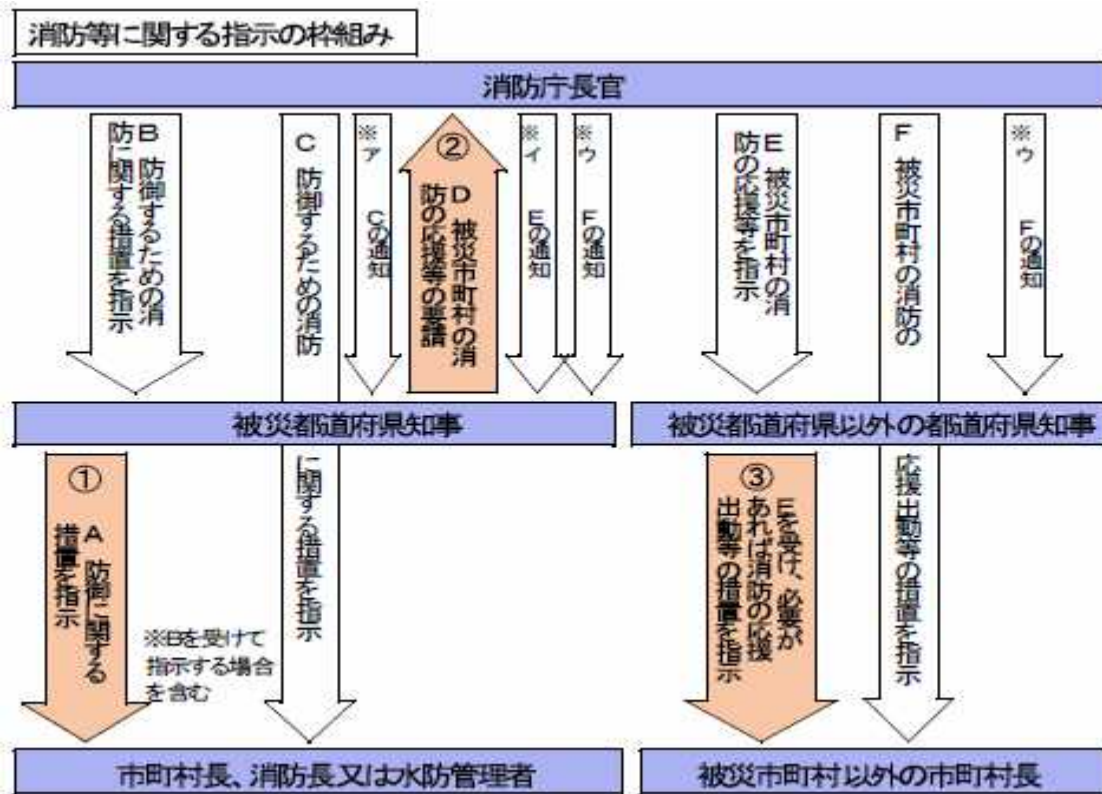 消防等に関する指示の枠組み
消防庁長官
B 防御するための消
防に関する措置を指示
C 防御するための消防
※ア Cの通知
②
D 被災市町村の消
防の応援等の要請
※イ Eの通知
※ウ Fの通知
E 被災市町村の消
防の応援等を指示
F 被災市町村の消防の
※ウ Fの通知
被災都道府県知事
被災都道府県以外の都道府県知事
①
A 防御に関する
措置を指示
※Bを受けて
指示する場合
を含む
に関する措置を指示
③
Eを受け、必要が
あれば消防の応援
出動等の措置を指示
応援出動等の措置を指示
市町村長、消防長又は水防管理者
被災市町村以外の市町村長